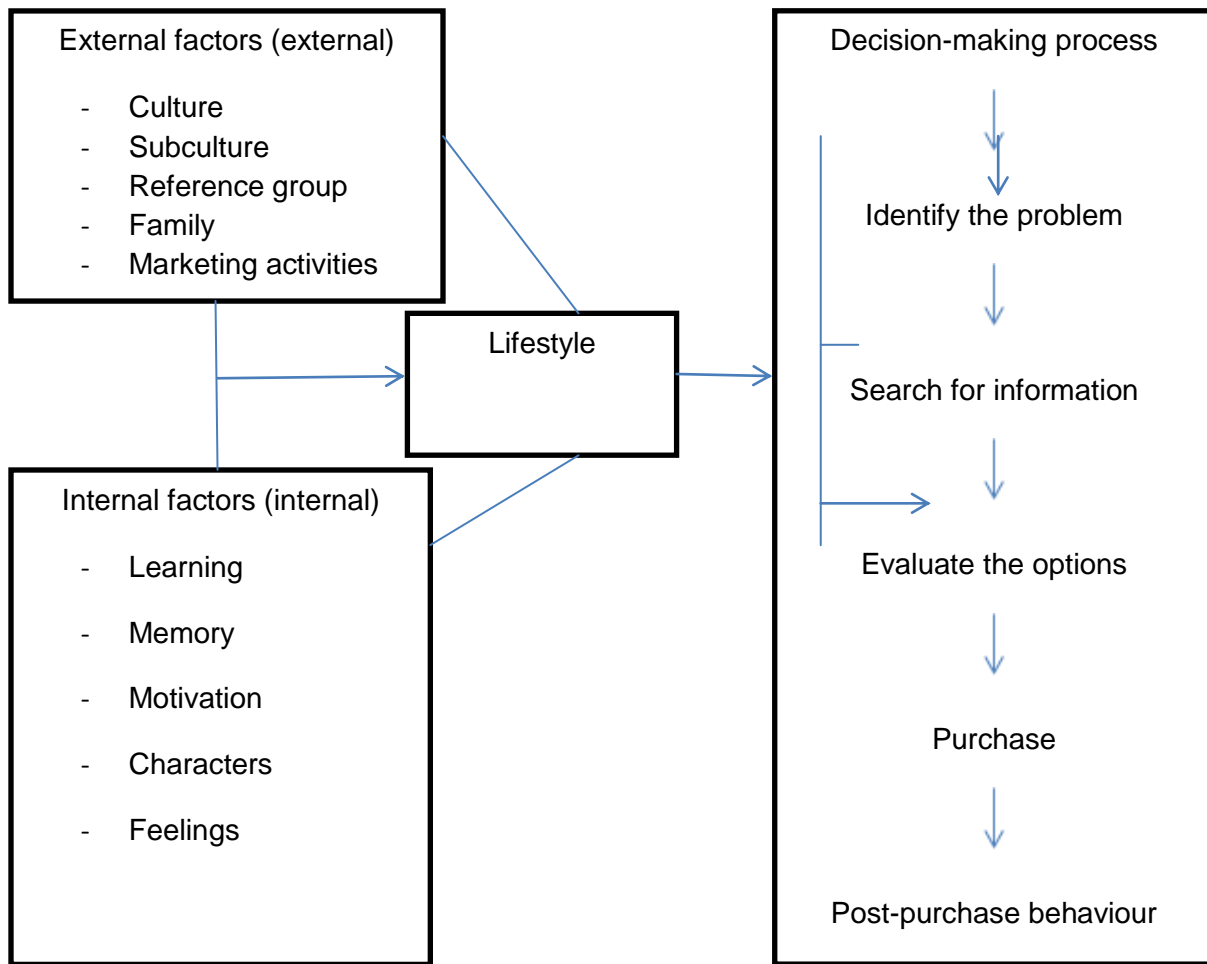 External factors (external)
- Culture
- Subculture
- Reference group
- Family
- Marketing activities
Lifestyle
Internal factors (internal)
- Learning
- Memory
- Motivation
- Characters
- Feelings
Decision-making process
Identify the problem
Search for information
Evaluate the options
Purchase
Post-purchase behaviour